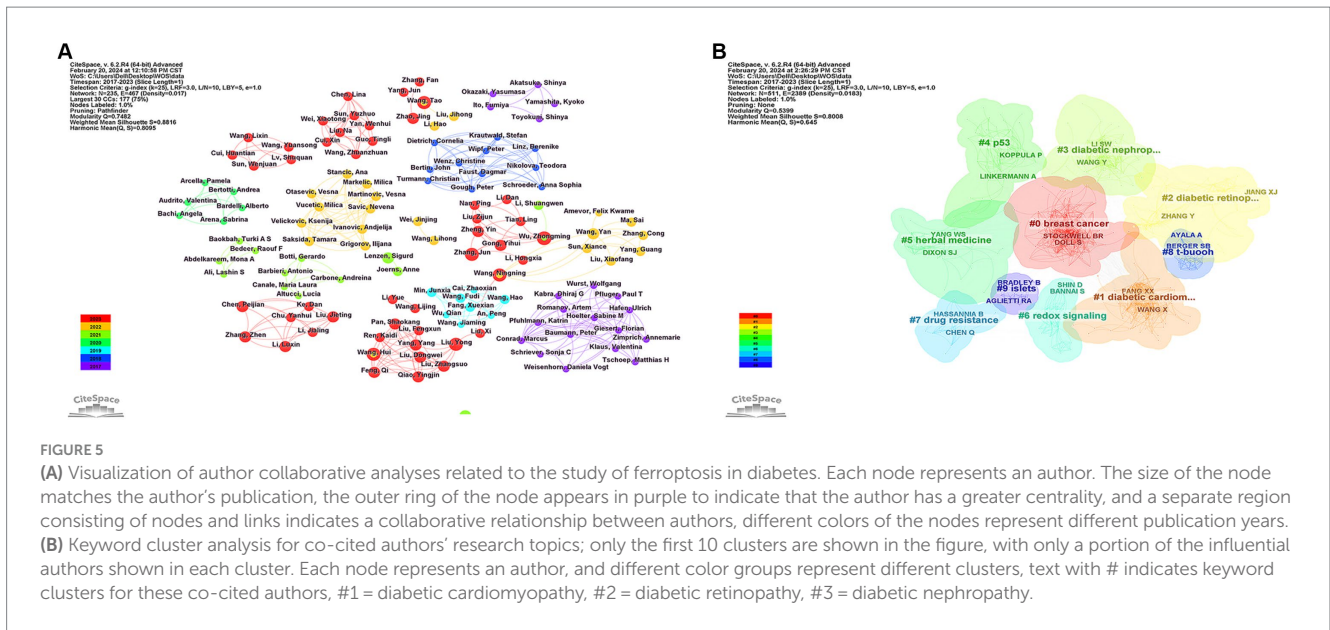 A
CiteSpace, v. 6.2.R4 (64-bit) Advanced
February 20, 2024 at 12:10:58 PM CST
WoS: C:\Users\Dell\Desktop\WOS\data
Timespan: 2017-2023 (Slice Length=1)
Selection Criteria: g-index (k=25), LRF=3.0, L/N=10, LBY=5, e=1.0
Network: N=235, E=467 (Density=0.017)
Largest 30 CCs: 177 (75%)
Nodes Labeled: 1.0%
Pruning: Pathfinder
Modularity Q=0.7482
Weighted Mean Silhouette S=0.8816
Harmonic Mean(Q, S)=0.8095
Zhang, Fan
Yang, Jun
Wang, Tao
Zhan, Jing
Liu, Jihong
Li, Hao
Akatsuka, Shinya
Okazaki, Yasumasa
Ito, Fumiya
Yamashita, Kyoko
Toyokuni, Shinya
Chen, Lina
Sun, Yuzhuo
Wei, Xiaotong
Yan, Wenhui
Liu, Na
Cui, Xin
Guo, Tingli
Wang, Zhuanzhuan
Wang, Lixin
Wang, Yuansong
Cui, Huantian
Lv, Shuquan
Sun, Wenjuan
Krautwald, Stefan
Dietrich, Cornelia
Wipf, Peter
Linz, Berenike
Wenz, Christine
Bertin, John
Faust, Dagmar
Nikolova, Teodora
Turmann, Christian
Gough, Peter
Schroeder, Anna Sophia
Arcella, Pamela
Bertotti, Andrea
Audrito, Valentina
Bardelli, Alberto
Bachi, Angela
Arena, Sabrina
Stancic, Ana
Markelic, Milica
Otasevic, Vesna
Martinovic, Vesna
Vucetic, Milica
Savic, Nevena
Velickovic, Ksenija
Ivanovic, Andjelija
Saksida, Tamara
Grigorov, Ilijana
Wei, Jinjing
Wang, Lihong
Li, Dan
Nan, Ping
Li, Shuangwen
Liu, Zijun
Tian, Ling
Zheng, Yin
Wu, Zhongming
Gong, Yihui
Zhang, Jun
Li, Hongxia
Wang, Ningning
Amevor, Felix Kwame
Ma, Sai
Wang, Yan
Zhang, Cong
Sun, Xiance
Yang, Guang
Liu, Xiaofang
Baokbah, Turki A S
Bedeer, Raouf F
Abdelkareem, Mona A
Ali, Lashin S
Botti, Gerardo
Barbieri, Antonio
Carbone, Andreina
Canale, Maria Laura
Altucci, Lucia
Lenzen, Sigurd
Joerns, Anne
Chen, Peijian
Ke, Dan
Chu, Yanhui
Liu, Jieting
Li, Jinling
Zhang, Zhen
Li, Luxin
Min, Junxia
Cai, Zhaoxian
Wang, Fudi
Wang, Hao
Fang, Xuexian
Wu, Qian
An, Peng
Wang, Jiaming
Li, Yue
Wang, Lijing
Pan, Shaokang
Liu, Fengxun
Lid, Xi
Ren, Kaidi
Yang, Yang
Liu, Yong
Wang, Hui
Liu, Dongwei
Liu, Zhangsuo
Feng, Qi
Qiao, Yingjin
Wurst, Wolfgang
Kabra, Dhiraj G
Pfluger, Paul T
Romanov, Artem
Hafen, Ulrich
Pfuhlmann, Katrin
Hoelter, Sabine M
Giesert, Florian
Baumann, Peter
Zimprich, Annemarie
Conrad, Marcus
Klaus, Valentina
Schriever, Sonja C
Tschoep, Matthias H
Weisenhorn, Daniela Vogt
2023
2022
2021
2020
2019
2018
2017
CiteSpace
B
CiteSpace, v. 6.2.R4 (64-bit) Advanced
February 20, 2024 at 2:26:29 PM CST
WoS: C:\Users\Dell\Desktop\WOS\data
Timespan: 2017-2023 (Slice Length=1)
Selection Criteria: g-index (k=25), LRF=3.0, L/N=10, LBY=5, e=1.0
Network: N=511, E=2389 (Density=0.0183)
Nodes Labeled: 1.0%
Pruning: None
Modularity Q=0.5399
Weighted Mean Silhouette S=0.8008
Harmonic Mean(Q, S)=0.645
#4 p53
KOPPULA P
LINKERMANN A
LI SW
#3 diabetic nephrop...
WANG Y
#2 diabetic retinop...
JIANG XJ
ZHANG Y
#0 breast cancer
STOCKWELL BR
DOLL S
YANG WS
#5 herbal medicine
DIXON SJ
AYALA A
BERGER SB
#8 t-buooh
BRADLEY B
#9 islets
AGLIETTI RA
SHIN D
BANNAI S
FANG XX
#1 diabetic cardiom...
WANG X
#6 redox signaling
HASSANNIA B
#7 drug resistance
CHEN Q
CiteSpace
FIGURE 5
(A) Visualization of author collaborative analyses related to the study of ferroptosis in diabetes. Each node represents an author. The size of the node
matches the author's publication, the outer ring of the node appears in purple to indicate that the author has a greater centrality, and a separate region
consisting of nodes and links indicates a collaborative relationship between authors, different colors of the nodes represent different publication years.
(B) Keyword cluster analysis for co-cited authors' research topics; only the first 10 clusters are shown in the figure, with only a portion of the influential
authors shown in each cluster. Each node represents an author, and different color groups represent different clusters, text with # indicates keyword
clusters for these co-cited authors, #1 = diabetic cardiomyopathy, #2 = diabetic retinopathy, #3 = diabetic nephropathy.